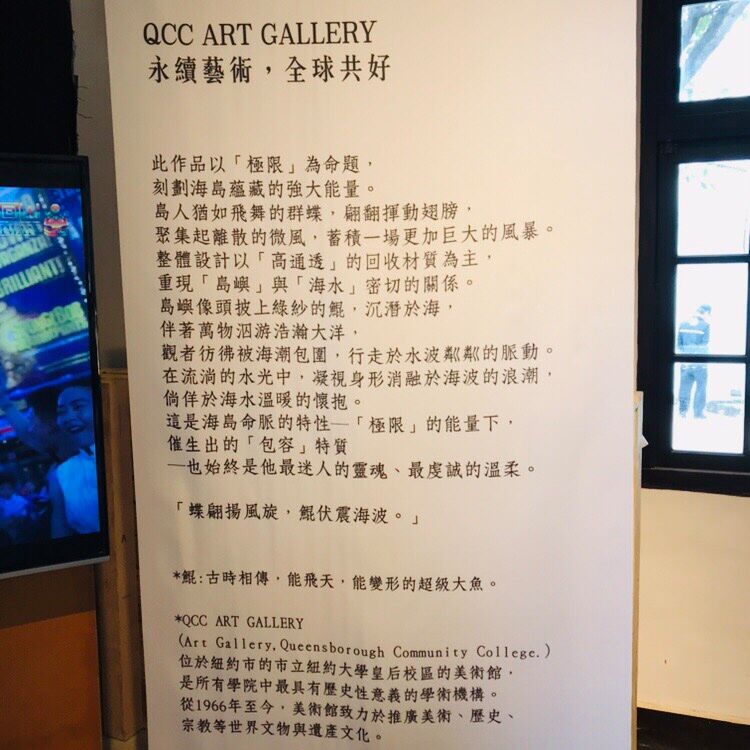 QCC ART GALLERY
永續藝術，全球共好
此作品以「極限」為命題，
刻劃海島蘊藏的強大能量。
島人猶如飛舞的群蝶，翩翩揮動翅膀，
聚集起離散的微風，蓄積一場更加巨大的風暴。
整體設計以「高通透」的回收材質為主，
重現「島嶼」與「海水」密切的關係。
島嶼像頭披上綠紗的鯤，沉潛於海，
伴著萬物泅游浩瀚大洋，
觀者彷彿被海潮包圍，行走於水波粼粼的脈動。
在流淌的水光中，凝視身形消融於海波的浪潮，
倘佯於海水溫暖的懷抱。
這是海島命脈的特性—「極限」的能量下，
催生出的「包容」特質
—也始終是他最迷人的靈魂、最虔誠的溫柔。
「蝶翩揚風旋，鯤伏震海波。」
*鯤:古時相傳，能飛天，能變形的超級大魚。
*QCC ART GALLERY
(Art Gallery,Queensborough Community College.)
位於紐約市的市立紐約大學皇后校區的美術館，
是所有學院中最具有歷史性意義的學術機構。
從1966年至今，美術館致力於推廣美術、歷史、
宗教等世界文物與遺產文化。
BRILLIANT!